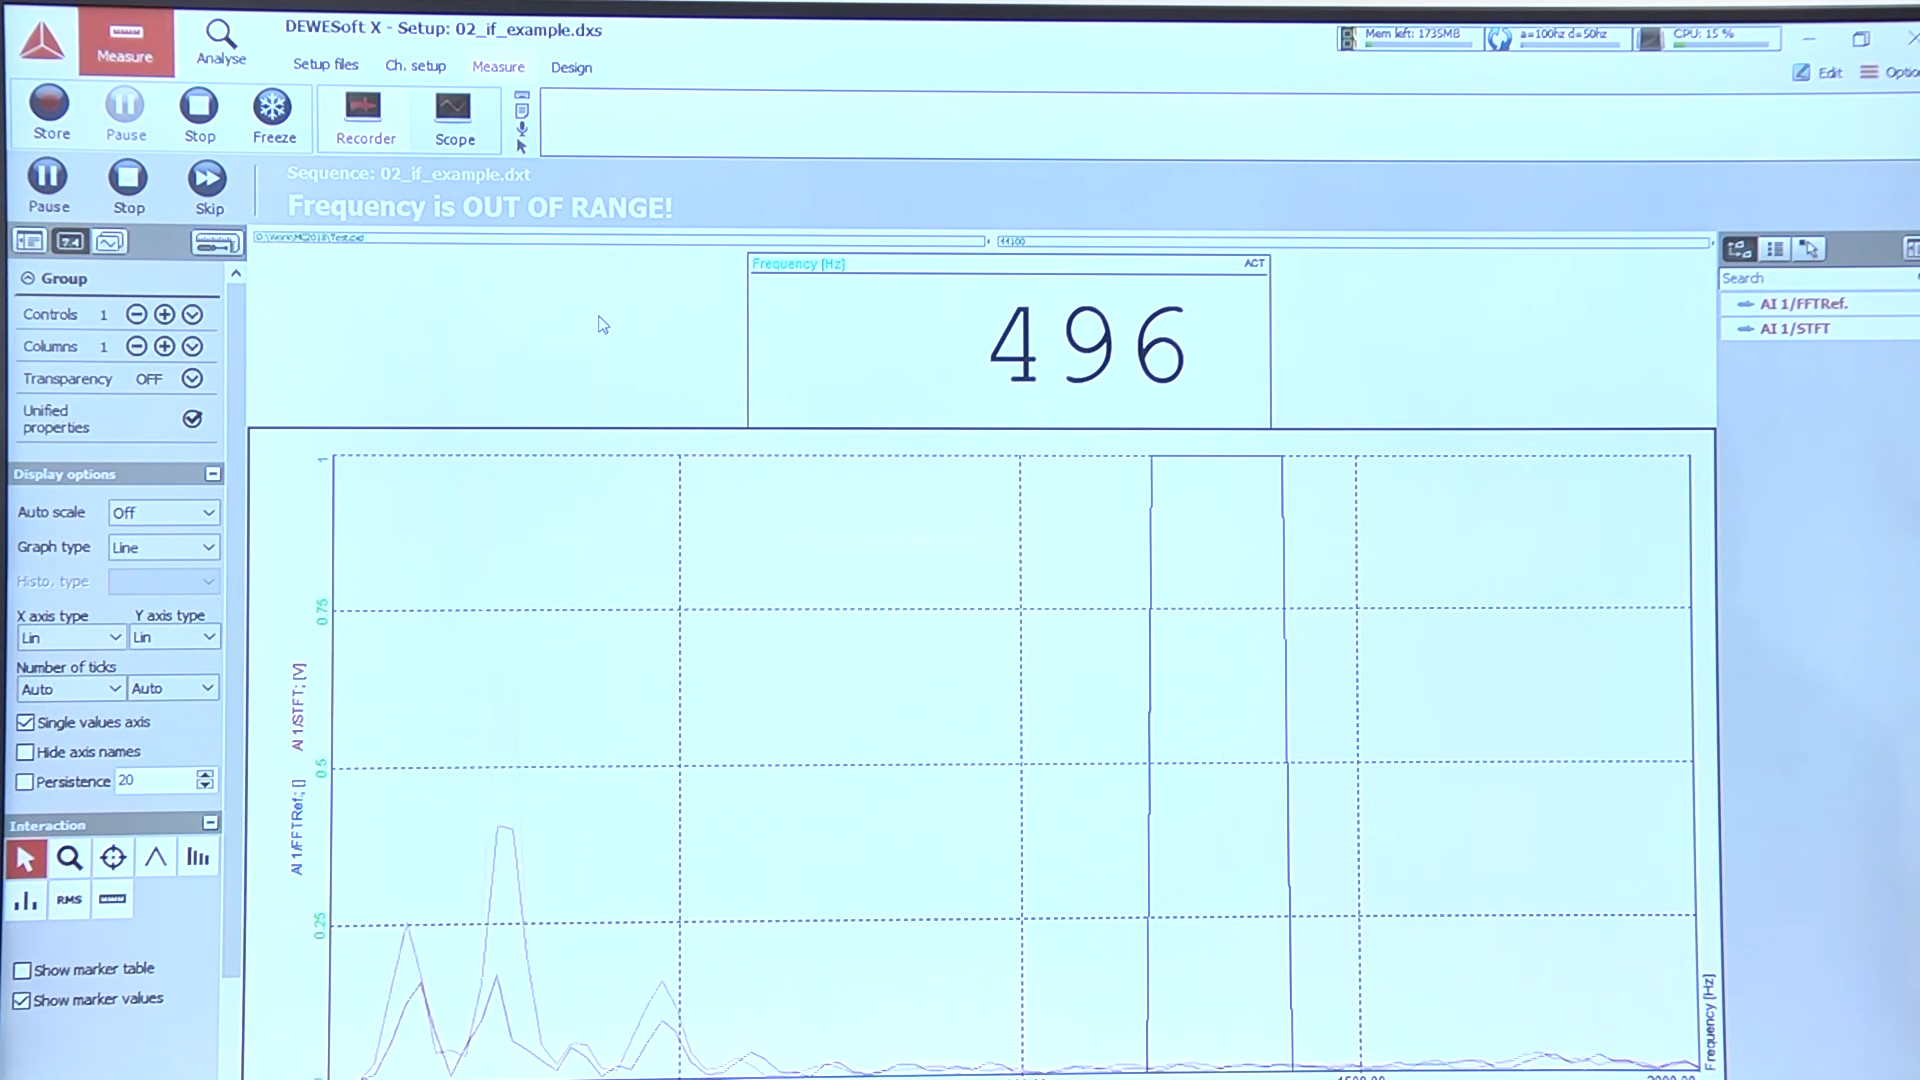 DEWESoft X - Setup: 02_if_example.dxs
Mem left: 1735MB
a=100hz d=50hz
CPU: 15 %
Measure
Analyse
Setup files
Ch. setup
Measure
Design
Edit
Store
Pause
Stop
Freeze
Recorder
Scope
Pause
Stop
Skip
Sequence: 02_if_example.dxt
Frequency is OUT OF RANGE!
44100
Frequency [Hz]
ACT
496
Search
AI 1/FFTRef.
AI 1/STFT
Group
Controls 1
Columns 1
Transparency OFF
Unified
properties
Display options
Auto scale Off
Graph type Line
Histo. type
X axis type Y axis type
Lin Lin
Number of ticks
Auto Auto
Single values axis
Hide axis names
Persistence 20
Interaction
RMS
Show marker table
Show marker values
1
0.75
0.5
0.25
AI 1/FFTRef.; [] AI 1/STFT; [V]
Frequency [Hz]